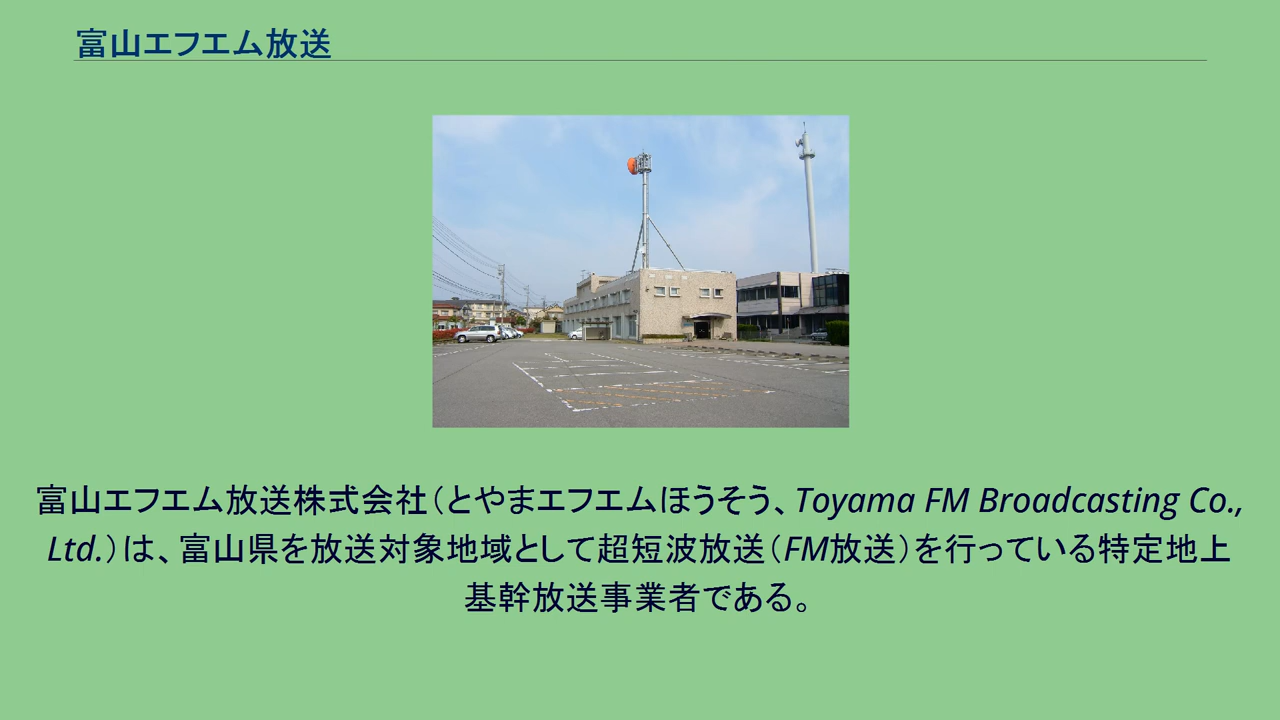 富山エフエム放送
富山エフエム放送株式会社（とやまエフエムほうそう、Toyama FM Broadcasting Co.,
Ltd.）は、富山県を放送対象地域として超短波放送（FM放送）を行っている特定地上
基幹放送事業者である。